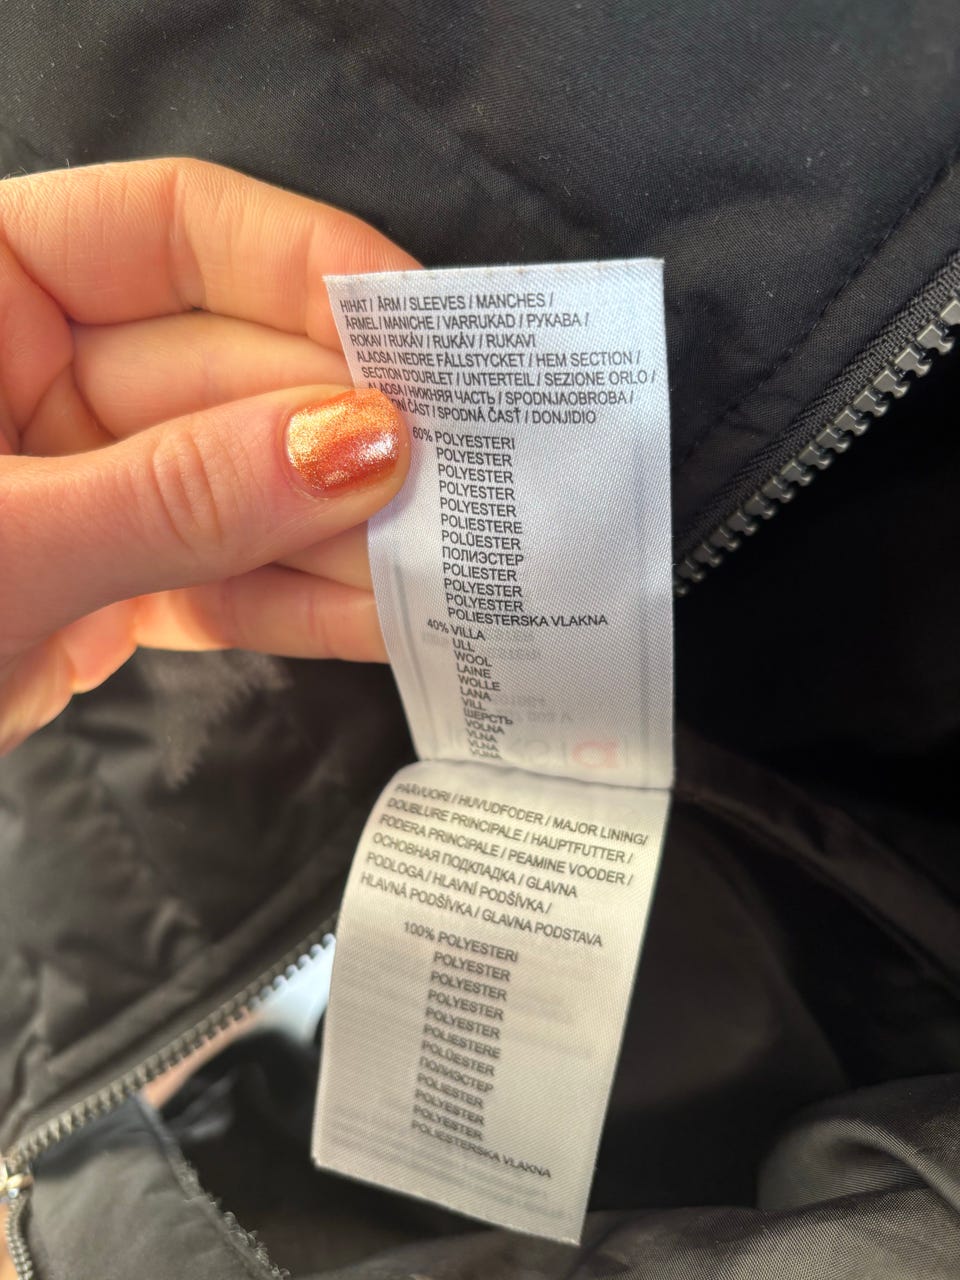 HIHAT / ÄRM / SLEEVES / MANCHES /
ÄRMEL / MANICHE / VARRUKAD / РУКАВА /
ROKAV / RUKÁV / RUKÁV / RUKAVI
ALAOSA / NEDRE FÅLLSTYCKET / HEM SECTION /
SECTION D'OURLET / UNTERTEIL / SEZIONE ORLO /
ALAOSA / НИЖНЯЯ ЧАСТЬ / SPODNJAOBROBA /
ČÁST / SPODNÁ ČASŤ / DONJIDIO
60% POLYESTERI
POLYESTER
POLYESTER
POLYESTER
POLYESTER
POLIESTERE
POLÜESTER
ПОЛИЭСТЕР
POLIESTER
POLYESTER
POLYESTER
POLIESTERSKA VLAKNA
40% VILLA
ULL
WOOL
LAINE
WOLLE
LANA
VILL
ШЕРСТЬ
VOLNA
VLNA
VLNA
VUNA
PÄÄVUORI / HUVUDFODER / MAJOR LINING/
DOUBLURE PRINCIPALE / HAUPTFUTTER /
FODERA PRINCIPALE / PEAMINE VOODER /
ОСНОВНАЯ ПОДКЛАДКА / GLAVNA
PODLOGA / HLAVNÍ PODŠÍVKA /
HLAVNÁ PODŠÍVKA / GLAVNA PODSTAVA
100% POLYESTERI
POLYESTER
POLYESTER
POLYESTER
POLYESTER
POLIESTERE
POLÜESTER
ПОЛИЭСТЕР
POLIESTER
POLYESTER
POLYESTER
POLIESTERSKA VLAKNA